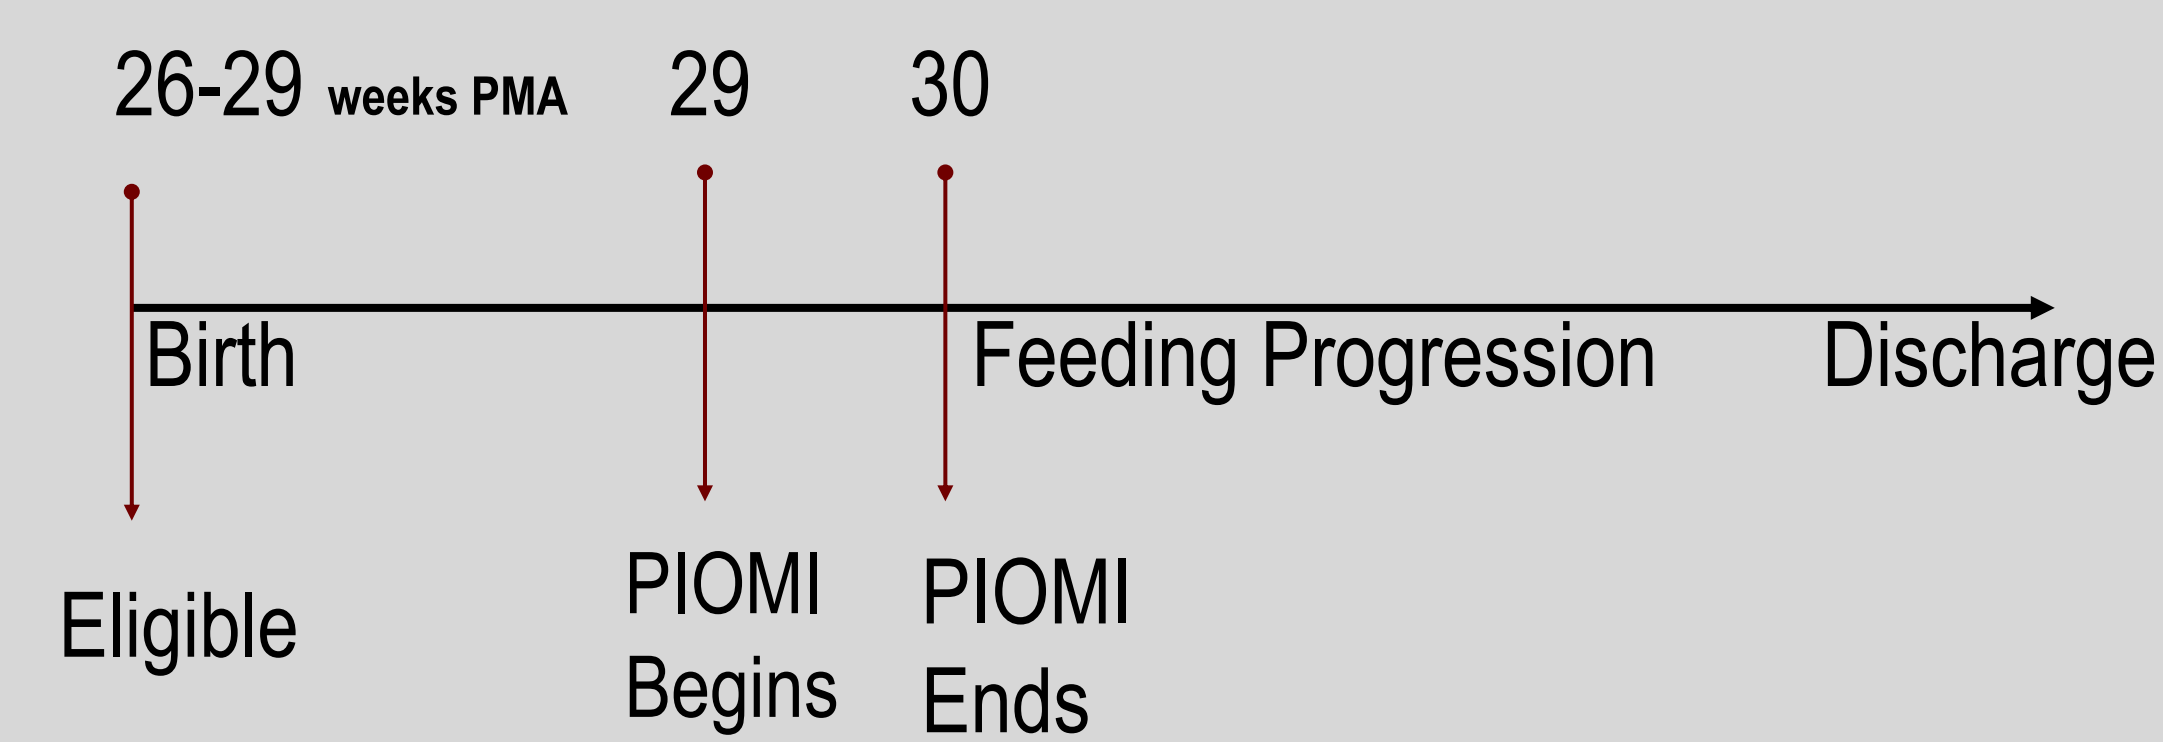 26-29 weeks PMA 29 30
Birth Feeding Progression Discharge
Eligible
PIOMI
Begins
PIOMI
Ends